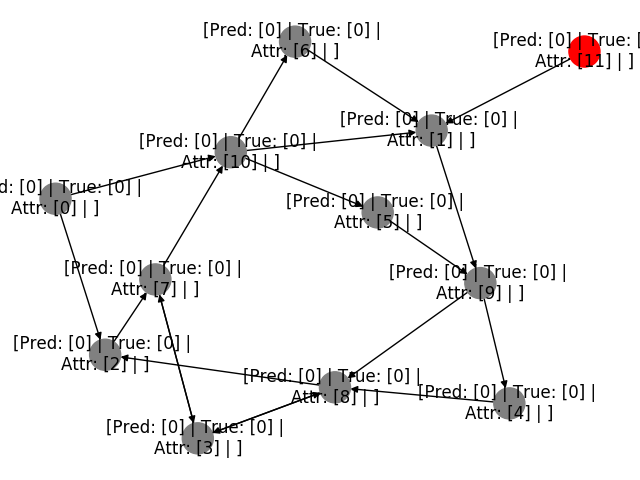 [Pred: [0] | True: [0] |
Attr: [6] | ]
[Pred: [0] | True: [
Attr: [11] | ]
[Pred: [0] | True: [0] |
Attr: [1] | ]
[Pred: [0] | True: [0] |
Attr: [10] | ]
d: [0] | True: [0] |
Attr: [0] | ]
[Pred: [0] | True: [0] |
Attr: [5] | ]
[Pred: [0] | True: [0] |
Attr: [7] | ]
[Pred: [0] | True: [0] |
Attr: [9] | ]
[Pred: [0] | True: [0] |
Attr: [2] | ]
[Pred: [0] | True: [0] |
Attr: [8] | ]
[Pred: [0] | True: [0] |
Attr: [4] | ]
[Pred: [0] | True: [0] |
Attr: [3] | ]